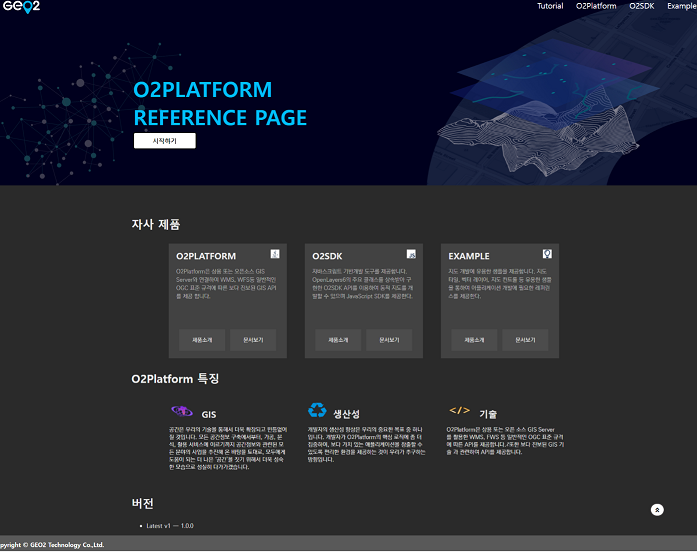 GEO2
Tutorial O2Platform O2SDK Example
O2PLATFORM
REFERENCE PAGE
시작하기
자사 제품
O2PLATFORM
O2Platform은 상용 또는 오픈소스 GIS
Server와 연결하여 WMS, WFS등 일반적인
OGC 표준 규격에 따른 보다 진보된 GIS API
를 제공 합니다.
제품소개 문서보기
O2SDK
자바스크립트 기반개발 도구를 제공합니다.
OpenLayers6의 주요 클래스를 상속받아 구
현한 O2SDK API를 이용하여 동적 지도를 개
발할 수 있으며 JavaScript SDK를 제공한다.
제품소개 문서보기
EXAMPLE
지도 개발에 유용한 샘플을 제공합니다. 지도
타일, 벡터 레이어, 지도 컨트롤 등 유용한 샘플
을 통하여 어플리케이션 개발에 필요한 레퍼런
스를 제공한다.
제품소개 문서보기
O2Platform 특징
GIS
공간은 우리의 기술을 통해서 더욱 확장되고 반듯없어
질 것입니다. 모든 공간정보 구축에서부터, 가공, 분
석, 활용 서비스에 이르기까지 공간정보와 관련된 모
든 분야의 사업을 추진해 온 바탕을 토대로, 모두에게
도움이 되는 더 나은 "공간"을 짓기 위해서 더욱 성숙
한 모습으로 성실히 다가가겠습니다.
생산성
개발자의 생산성 향상은 우리의 중요한 목표 중 하나
입니다. 개발자가 O2Platform의 핵심 로직에 좀 더
집중하여, 보다 가치 있는 애플리케이션을 창출할 수
있도록 편리한 환경을 제공하는 것이 우리가 추구하는
방향입니다.
</> 기술
O2Platform은 상용 또는 오픈 소스 GIS Server
를 활용한 WMS, FWS 등 일반적인 OGC 표준 규격
에 따른 API를 제공합니다. /또한 보다 진보된 GIS 기
술 과 관련하여 API를 제공합니다.
버전
Latest v1 — 1.0.0
pyright © GEO2 Technology Co.,Ltd.